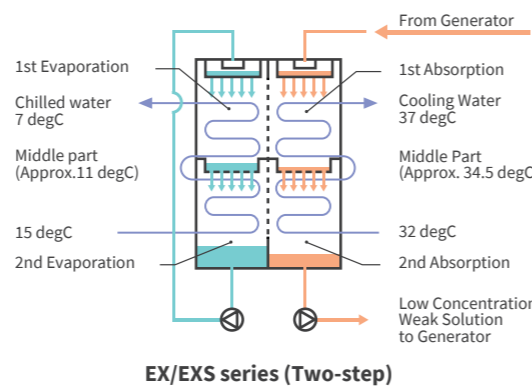 From Generator
1st Evaporation
1st Absorption
Chilled water
7 degC
Cooling Water
37 degC
Middle part
(Approx.11 degC)
Middle Part
(Approx. 34.5 degC)
15 degC
32 degC
2nd Evaporation
2nd Absorption
Low Concentration
Weak Solution
to Generator
EX/EXS series (Two-step)